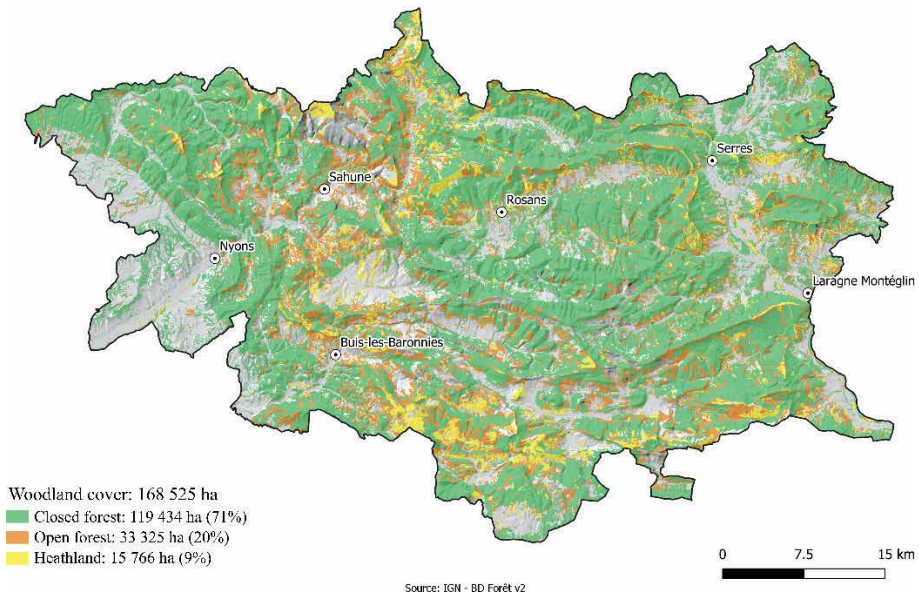 Serres
Sahune
Rosans
Nyons
Laragne Montéglin
Buis-les-Baronnies
Woodland cover: 168 525 ha
Closed forest: 119 434 ha (71%)
Open forest: 33 325 ha (20%)
Heathland: 15 766 ha (9%)
0 7.5 15 km
Source: IGN - BD Forêt v2